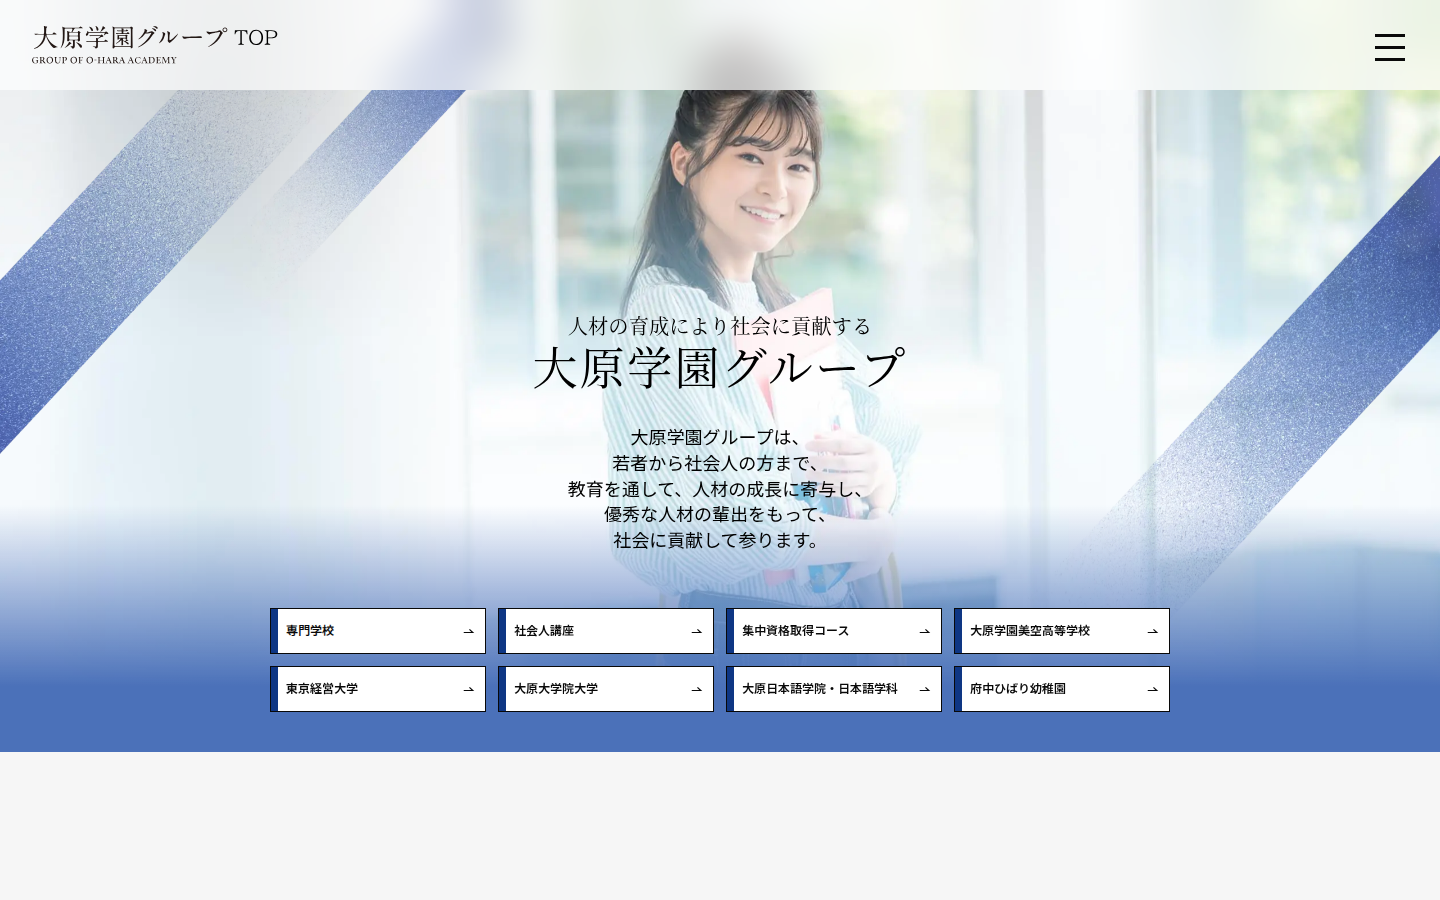 大原学園グループ TOP
GROUP OF O-HARA ACADEMY
人材の育成により社会に貢献する
大原学園グループ
大原学園グループは、
若者から社会人の方まで、
教育を通して、人材の成長に寄与し、
優秀な人材の輩出をもって、
社会に貢献して参ります。
専門学校
社会人講座
集中資格取得コース
大原学園美空高等学校
東京経営大学
大原大学院大学
大原日本語学院・日本語学科
府中ひばり幼稚園